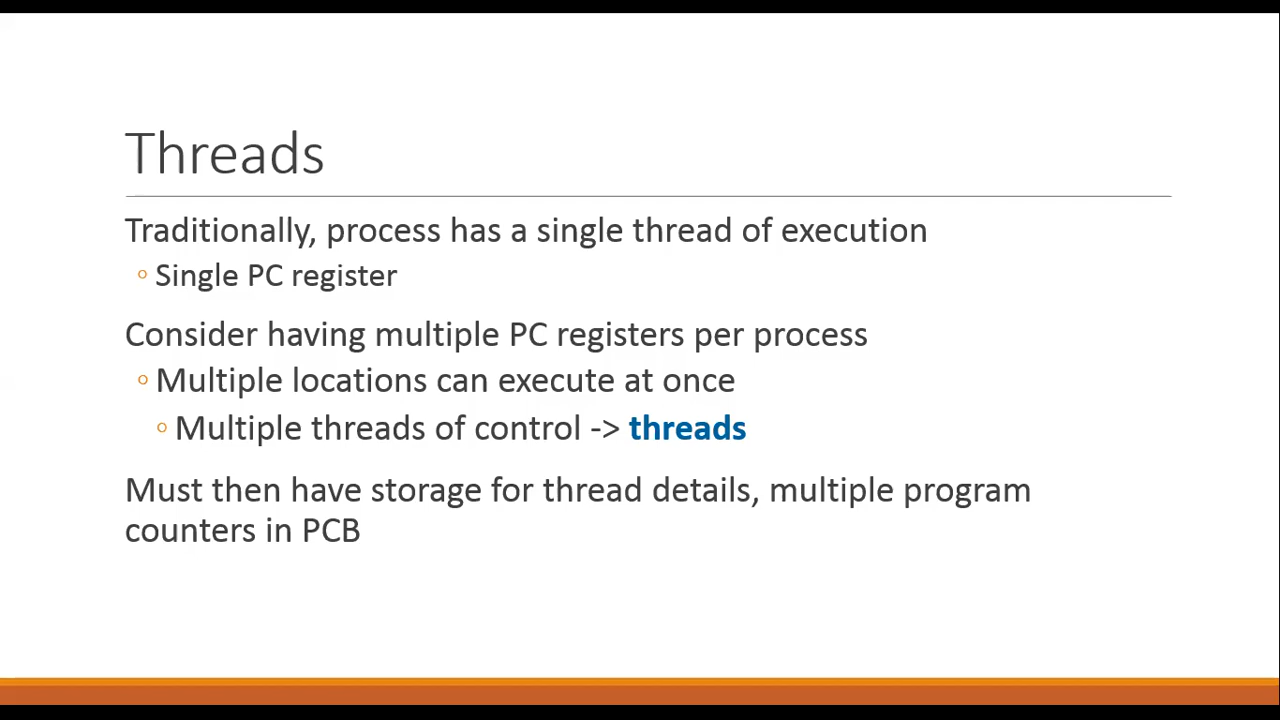 Threads
Traditionally, process has a single thread of execution
◦ Single PC register
Consider having multiple PC registers per process
◦ Multiple locations can execute at once
◦ Multiple threads of control -> threads
Must then have storage for thread details, multiple program
counters in PCB